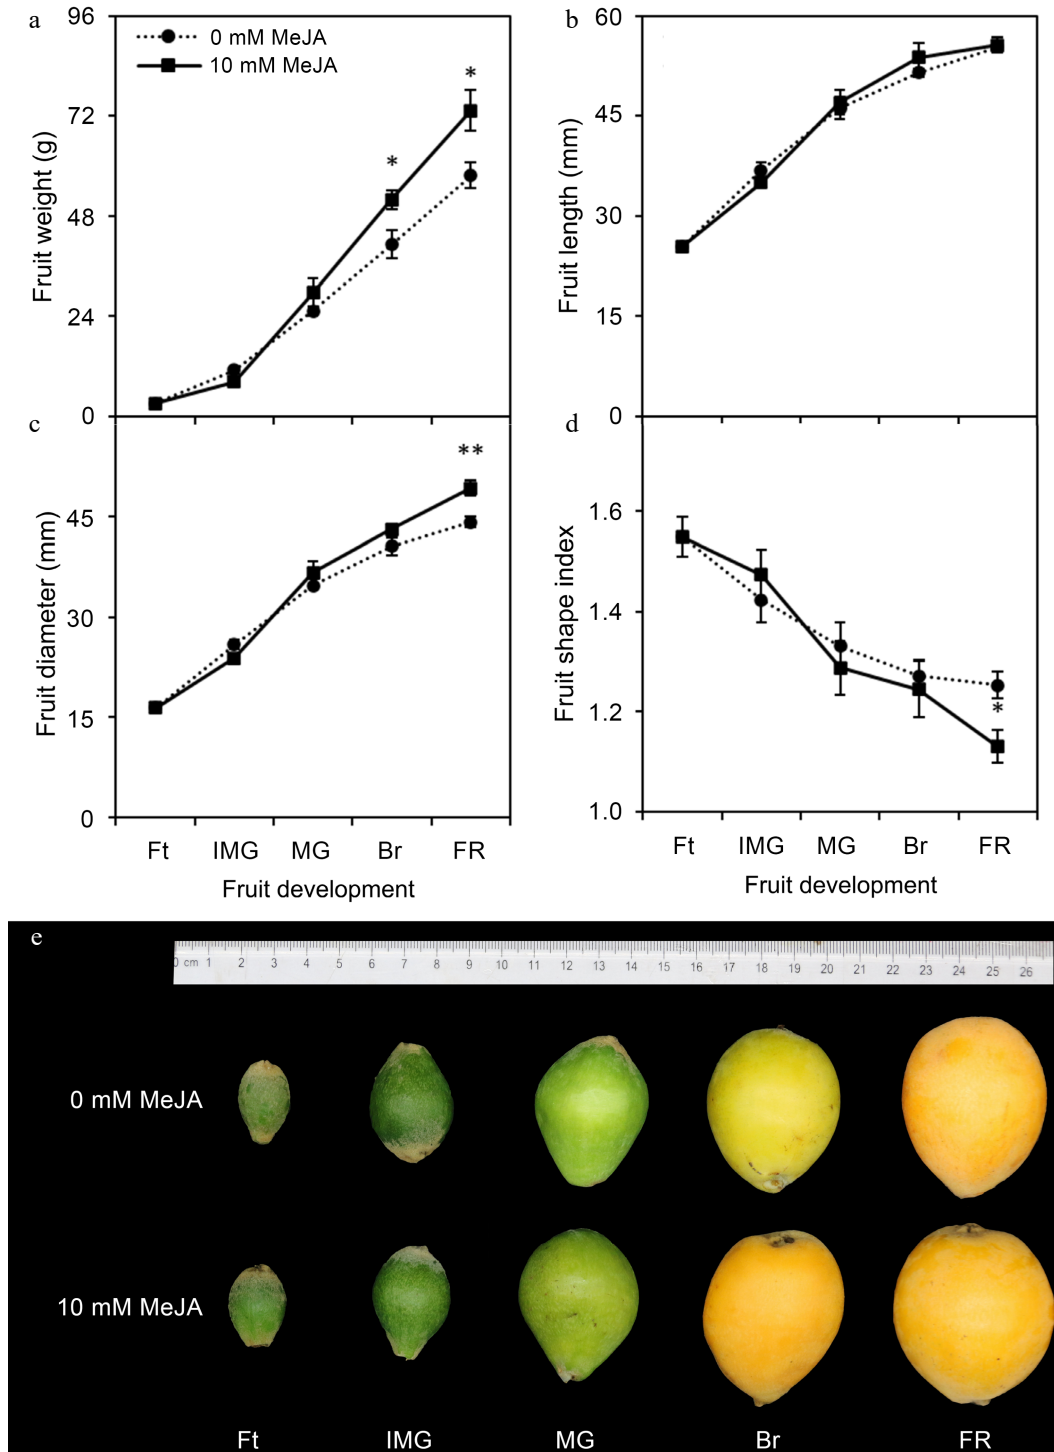 a
96
72
48
24
0
Fruit weight (g)
0 mM MeJA
10 mM MeJA
*
*
b
60
45
30
15
0
Fruit length (mm)
c
45
30
15
0
Fruit diameter (mm)
**
Ft IMG MG Br FR
Fruit development
d
1.6
1.4
1.2
1.0
Fruit shape index
*
Ft IMG MG Br FR
Fruit development
e
0 cm 1 2 3 4 5 6 7 8 9 10 11 12 13 14 15 16 17 18 19 20 21 22 23 24 25 26
0 mM MeJA
10 mM MeJA
Ft IMG MG Br FR